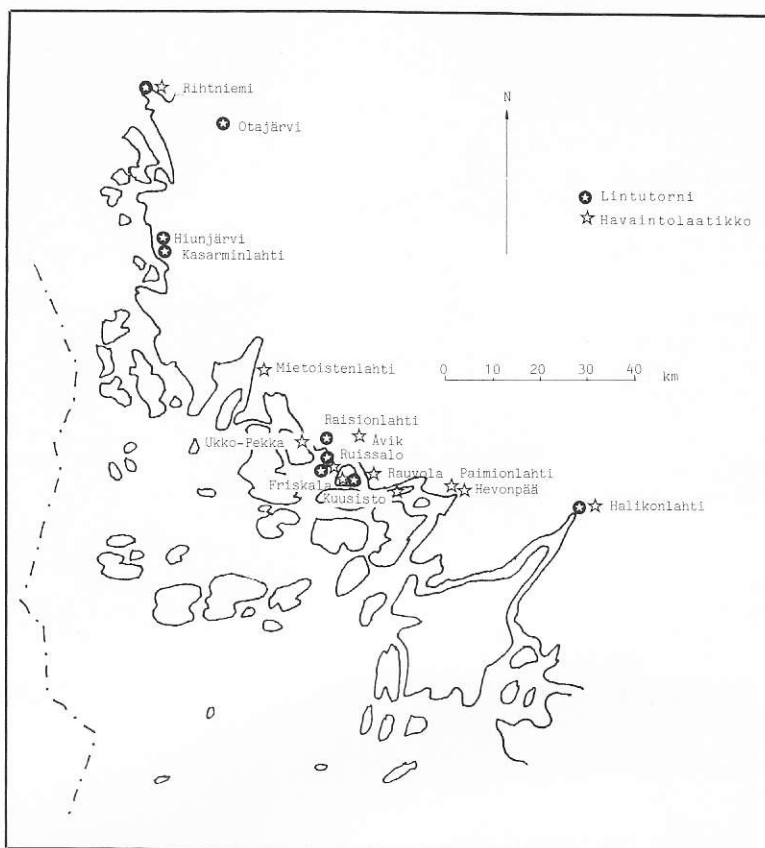 Rihtniemi
N
Otajärvi
Lintutorni
Havaintolaatikko
Hiunjärvi
Kasarminlahti
Mietoistenlahti
0 10 20 30 40
km
Raisionlahti
Avik
Ukko-Pekka
Ruissalo
Rauvola
Paimionlahti
Friskala
Hevonpää
Kuusisto
Halikonlahti